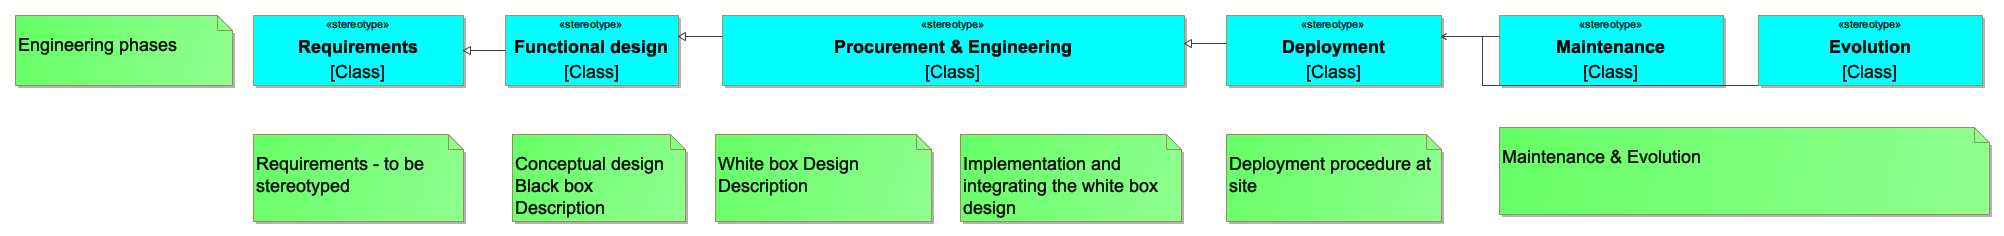 Engineering phases
«stereotype»
Requirements
[Class]
«stereotype»
Functional design
[Class]
«stereotype»
Procurement & Engineering
[Class]
«stereotype»
Deployment
[Class]
«stereotype»
Maintenance
[Class]
«stereotype»
Evolution
[Class]
Requirements - to be
stereotyped
Conceptual design
Black box
Description
White box Design
Description
Implementation and
integrating the white box
design
Deployment procedure at
site
Maintenance & Evolution